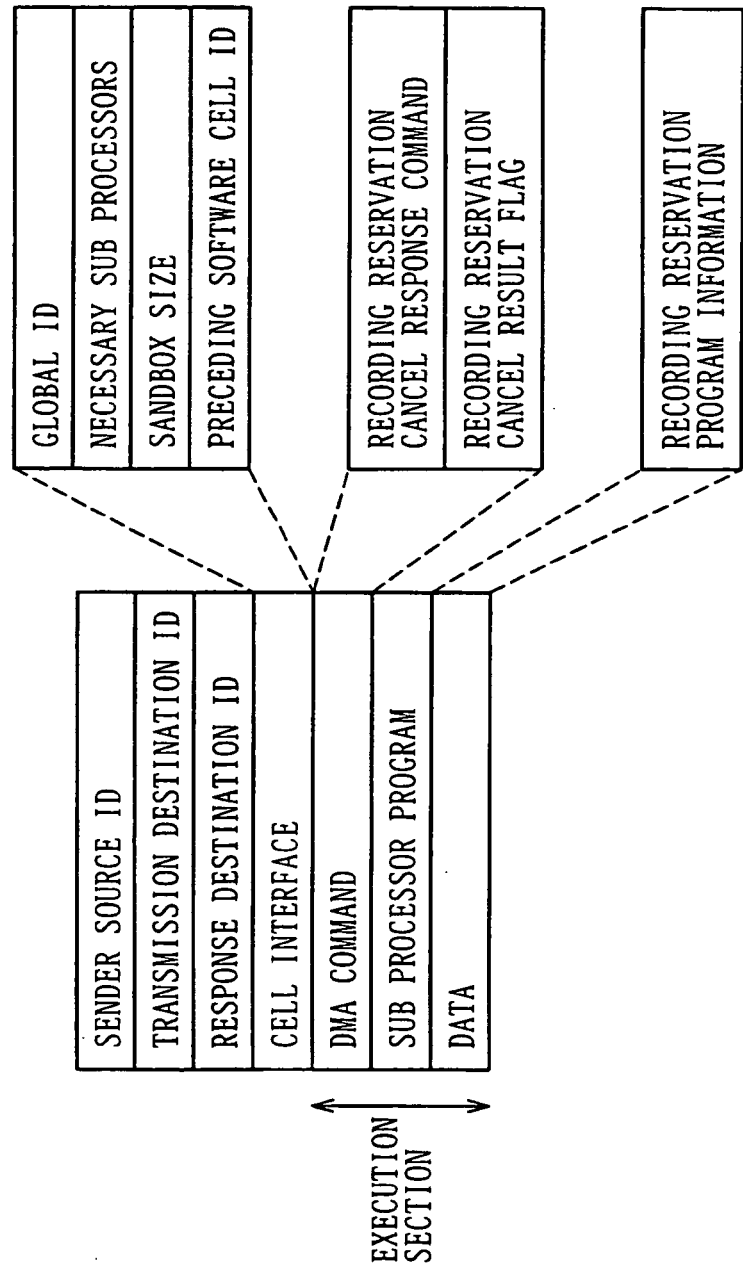 SENDER SOURCE ID
TRANSMISSION DESTINATION ID
RESPONSE DESTINATION ID
CELL INTERFACE
DMA COMMAND
SUB PROCESSOR PROGRAM
DATA
EXECUTION
SECTION
GLOBAL ID
NECESSARY SUB PROCESSORS
SANDBOX SIZE
PRECEDING SOFTWARE CELL ID
RECORDING RESERVATION
CANCEL RESPONSE COMMAND
RECORDING RESERVATION
CANCEL RESULT FLAG
RECORDING RESERVATION
PROGRAM INFORMATION